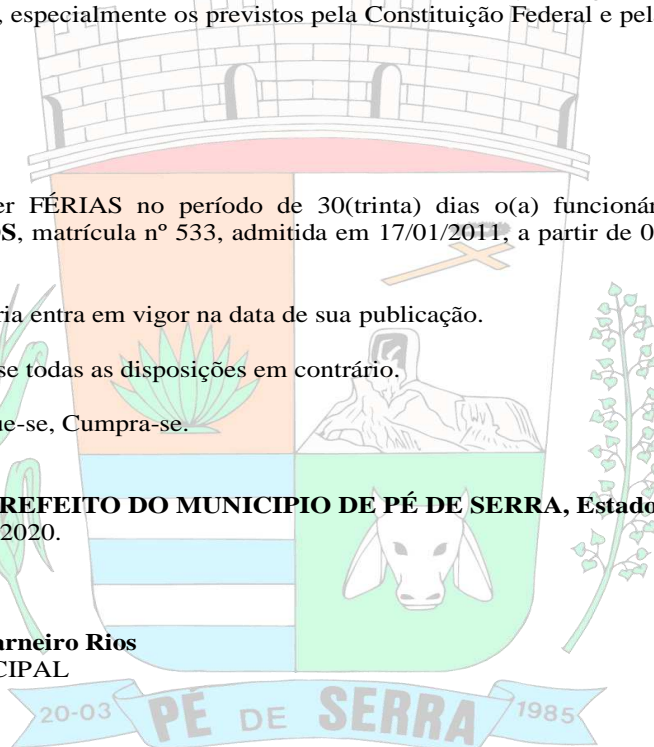 , especialmente os previstos pela Constituição Federal e pel
er FÉRIAS no período de 30(trinta) dias o(a) funcionár
OS, matrícula nº 533, admitida em 17/01/2011, a partir de 0
ria entra em vigor na data de sua publicação.
se todas as disposições em contrário.
ue-se, Cumpra-se.
REFEITO DO MUNICIPIO DE PÉ DE SERRA, Estado
2020.
arneiro Rios
CIPAL
20-03 PÉ DE SERRA 1985